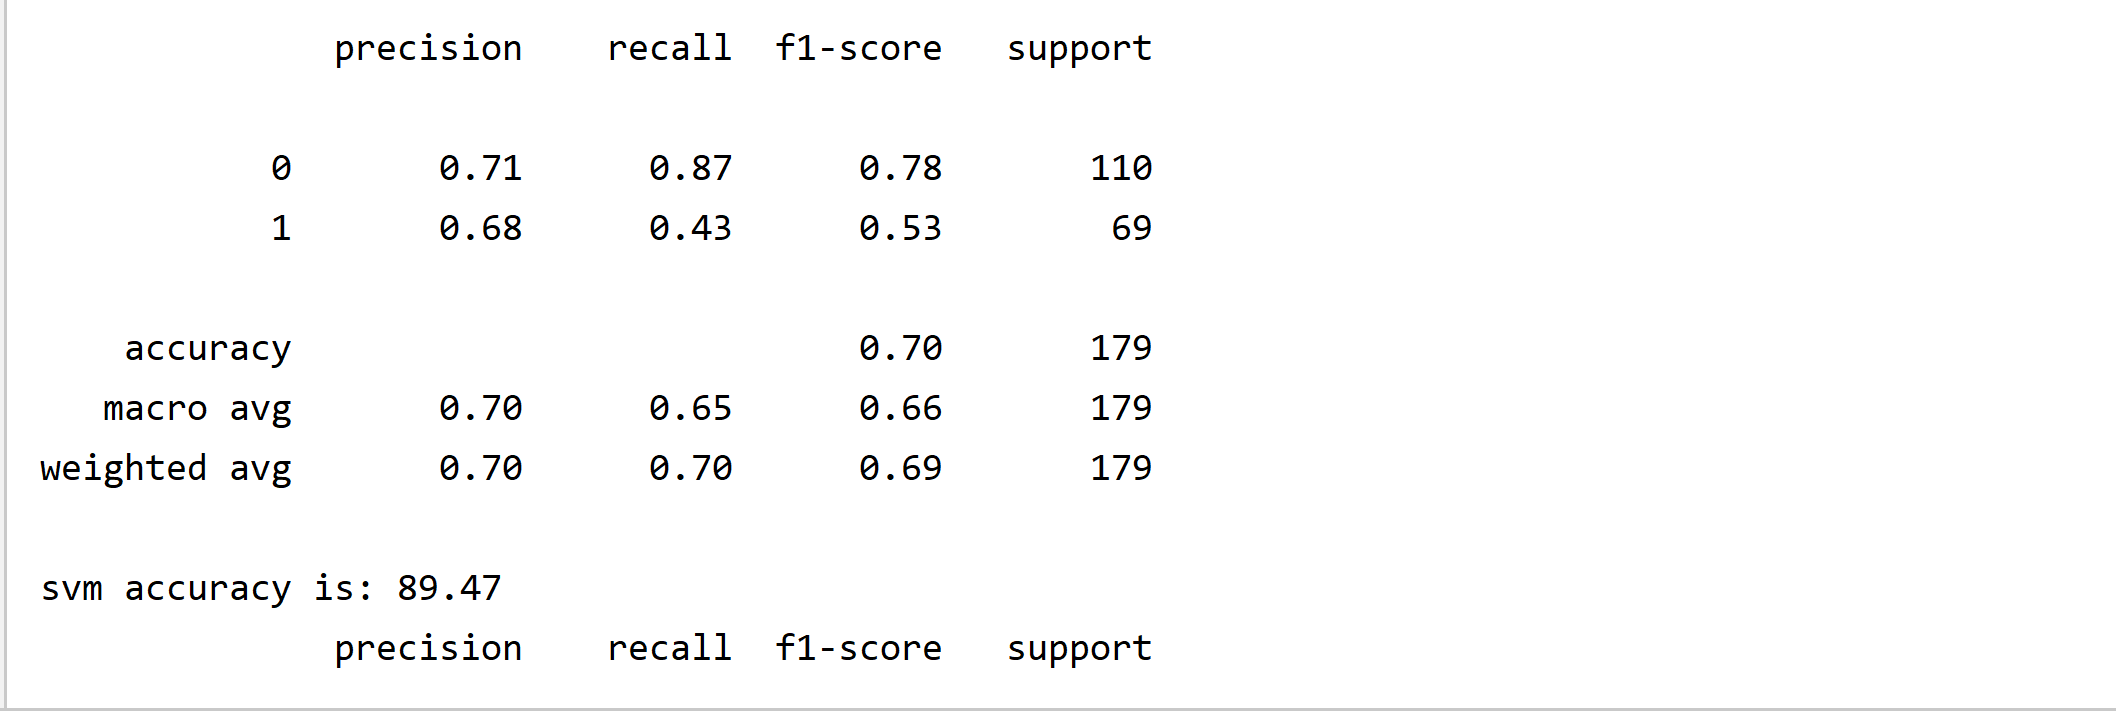 precision recall f1-score support
0 0.71 0.87 0.78 110
1 0.68 0.43 0.53 69
accuracy 0.70 179
macro avg 0.70 0.65 0.66 179
weighted avg 0.70 0.70 0.69 179
svm accuracy is: 89.47
precision recall f1-score support